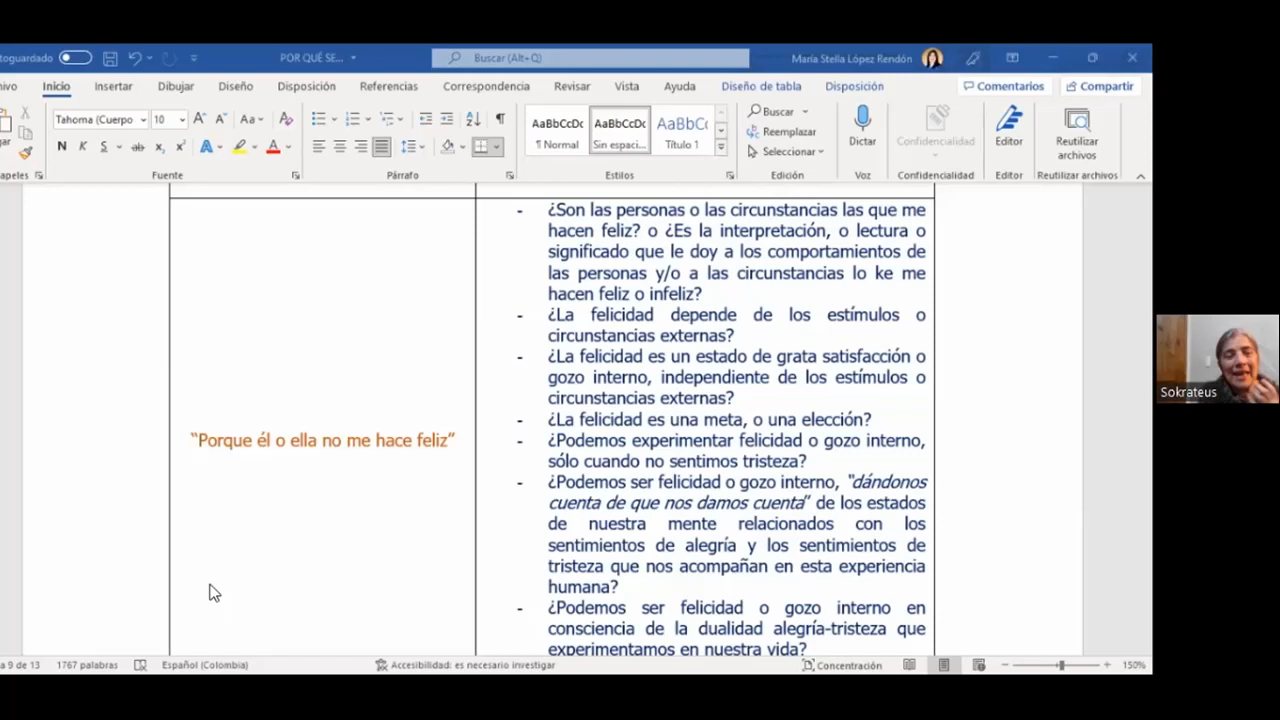 toguardado
POR QUÉ SE...
Buscar (Alt+Q)
María Stella López Rendón
ivo
Inicio
Insertar
Dibujar
Diseño
Disposición
Referencias
Correspondencia
Revisar
Vista
Ayuda
Diseño de tabla
Disposición
Comentarios
Compartir
Tahoma (Cuerpo
10
gar
N K S ab x₂ x²
AaBbCcDc
¶ Normal
AaBbCcDc
Sin espaci...
AaBbC
Título 1
Buscar
Reemplazar
Seleccionar
Dictar
Confidencialidad
Editor
Reutilizar
archivos
apeles
Fuente
Párrafo
Estilos
Edición
Voz
Confidencialidad
Editor
Reutilizar archivos
“Porque él o ella no me hace feliz”
- ¿Son las personas o las circunstancias las que me
hacen feliz? o ¿Es la interpretación, o lectura o
significado que le doy a los comportamientos de
las personas y/o a las circunstancias lo ke me
hacen feliz o infeliz?
- ¿La felicidad depende de los estímulos o
circunstancias externas?
- ¿La felicidad es un estado de grata satisfacción o
gozo interno, independiente de los estímulos o
circunstancias externas?
- ¿La felicidad es una meta, o una elección?
- ¿Podemos experimentar felicidad o gozo interno,
sólo cuando no sentimos tristeza?
- ¿Podemos ser felicidad o gozo interno, “dándonos
cuenta de que nos damos cuenta” de los estados
de nuestra mente relacionados con los
sentimientos de alegría y los sentimientos de
tristeza que nos acompañan en esta experiencia
humana?
- ¿Podemos ser felicidad o gozo interno en
consciencia de la dualidad alegría-tristeza que
experimentamos en nuestra vida?
Sokrateus
a 9 de 13
1767 palabras
Español (Colombia)
Accesibilidad: es necesario investigar
Concentración
150%